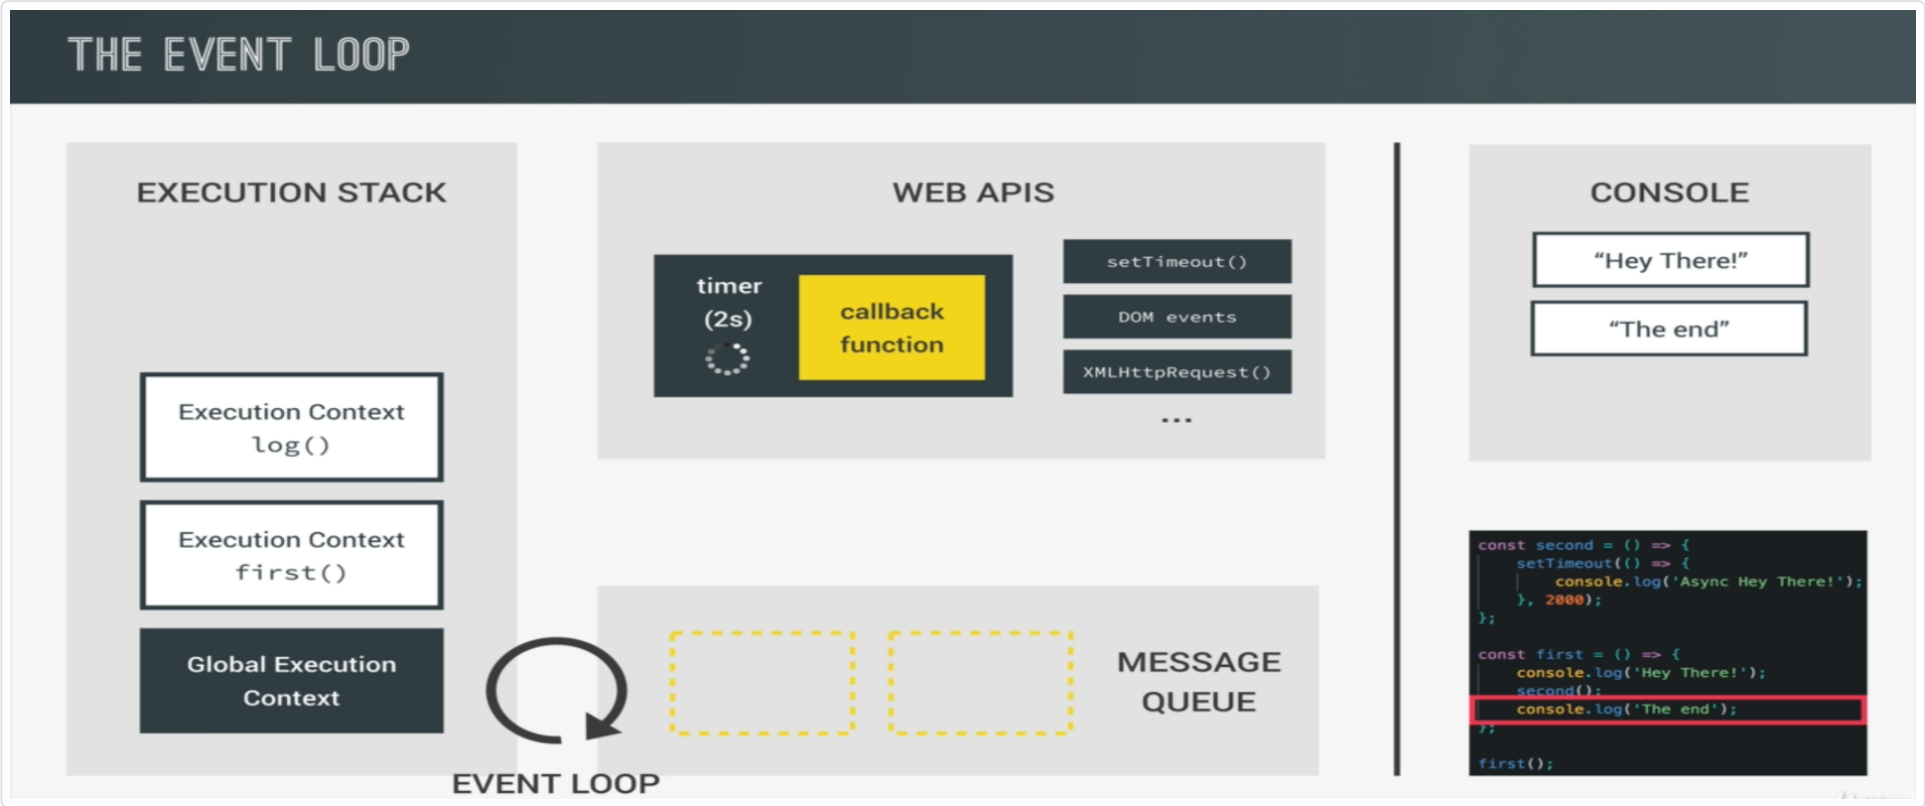 THE EVENT LOOP
EXECUTION STACK
Execution Context
log()
Execution Context
first()
Global Execution
Context
EVENT LOOP
WEB APIS
timer
(2s)
callback
function
setTimeout()
DOM events
XMLHttpRequest()
...
MESSAGE
QUEUE
CONSOLE
“Hey There!”
“The end”
const second = () => {
setTimeout(() => {
console.log('Async Hey There!');
}, 2000);
};
const first = () => {
console.log('Hey There!');
second();
console.log('The end');
};
first();